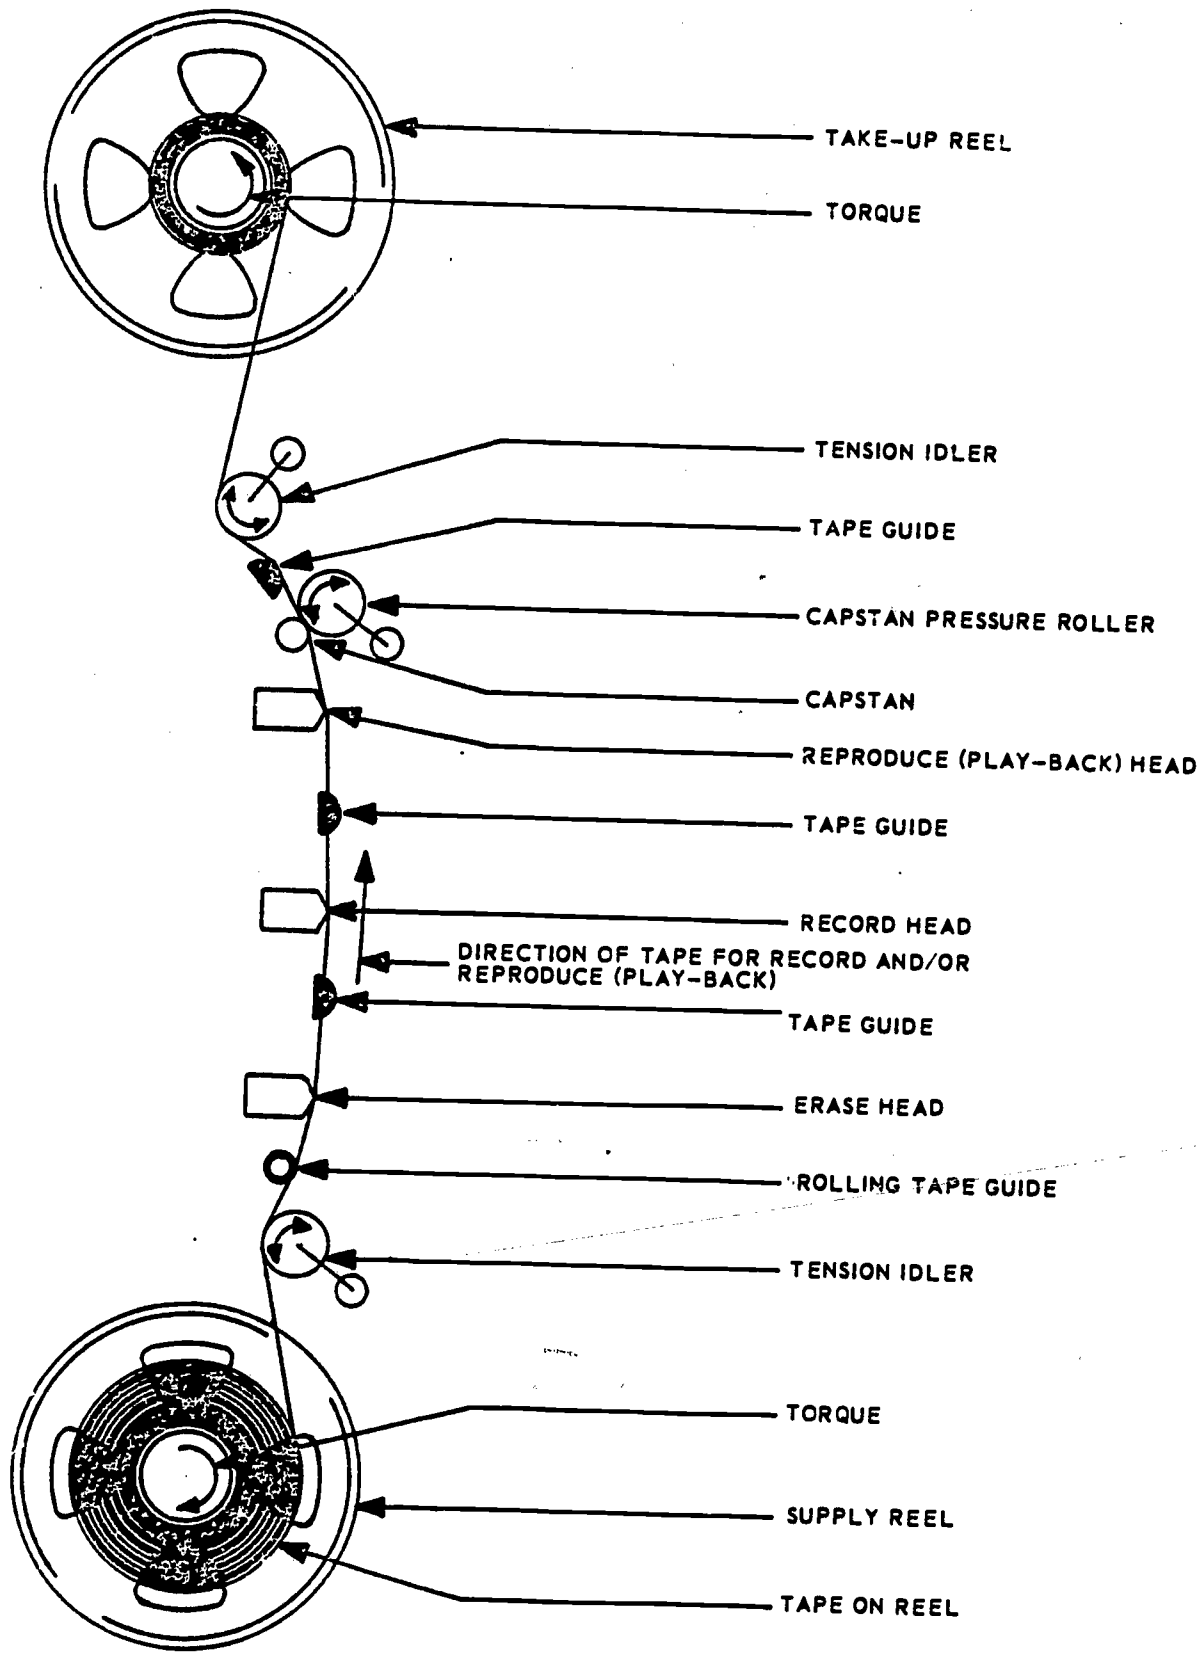 TAKE-UP REEL
TORQUE
TENSION IDLER
TAPE GUIDE
CAPSTAN PRESSURE ROLLER
CAPSTAN
REPRODUCE (PLAY-BACK) HEAD
TAPE GUIDE
RECORD HEAD
DIRECTION OF TAPE FOR RECORD AND/OR
REPRODUCE (PLAY-BACK)
TAPE GUIDE
ERASE HEAD
ROLLING TAPE GUIDE
TENSION IDLER
TORQUE
SUPPLY REEL
TAPE ON REEL